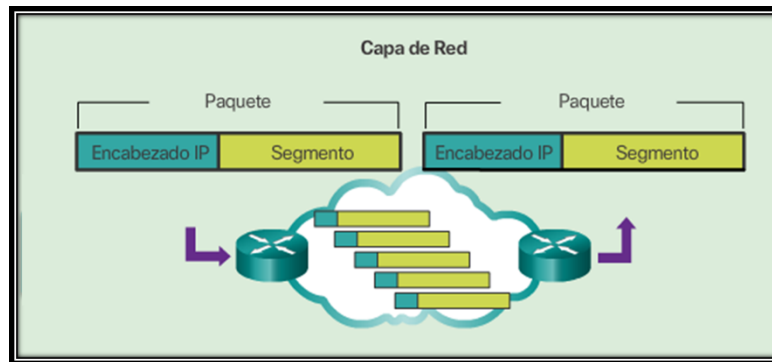 Capa de Red
Paquete Paquete
Encabezado IP Segmento Encabezado IP Segmento